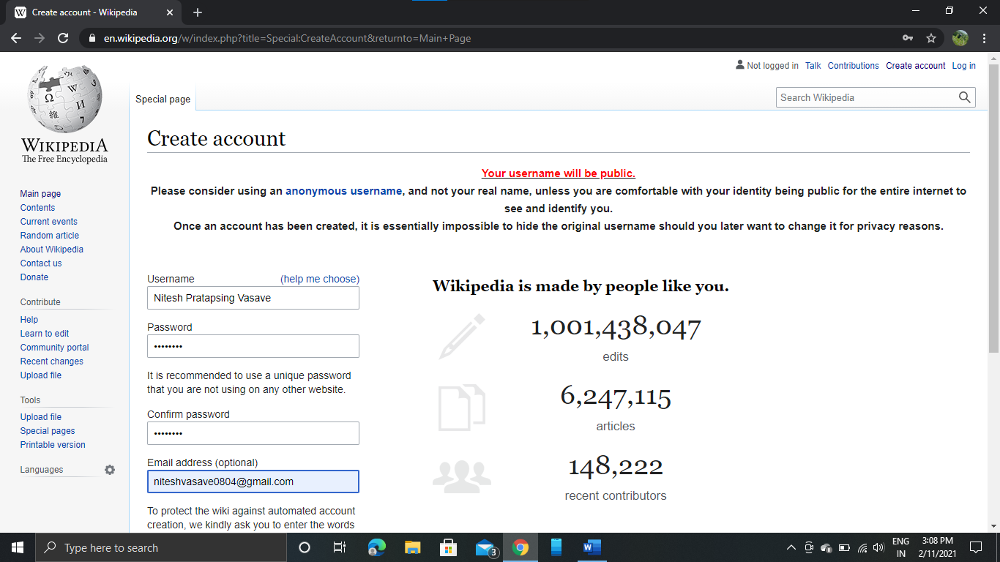 Create account - Wikipedia
en.wikipedia.org/w/index.php?title=Special:CreateAccount&returnto=Main+Page
Not logged in Talk Contributions Create account Log in
Special page
Search Wikipedia
WIKIPEDIA
The Free Encyclopedia
Main page
Contents
Current events
Random article
About Wikipedia
Contact us
Donate
Contribute
Help
Learn to edit
Community portal
Recent changes
Upload file
Tools
Upload file
Special pages
Printable version
Languages
Create account
Your username will be public.
Please consider using an anonymous username, and not your real name, unless you are comfortable with your identity being public for the entire internet to
see and identify you.
Once an account has been created, it is essentially impossible to hide the original username should you later want to change it for privacy reasons.
Username (help me choose)
Nitesh Pratapsing Vasave
Password
••••••••
It is recommended to use a unique password
that you are not using on any other website.
Confirm password
••••••••
Email address (optional)
niteshvasave0804@gmail.com
To protect the wiki against automated account
creation, we kindly ask you to enter the words
Wikipedia is made by people like you.
1,001,438,047
edits
6,247,115
articles
148,222
recent contributors
Type here to search
3
ENG
IN
3:08 PM
2/11/2021